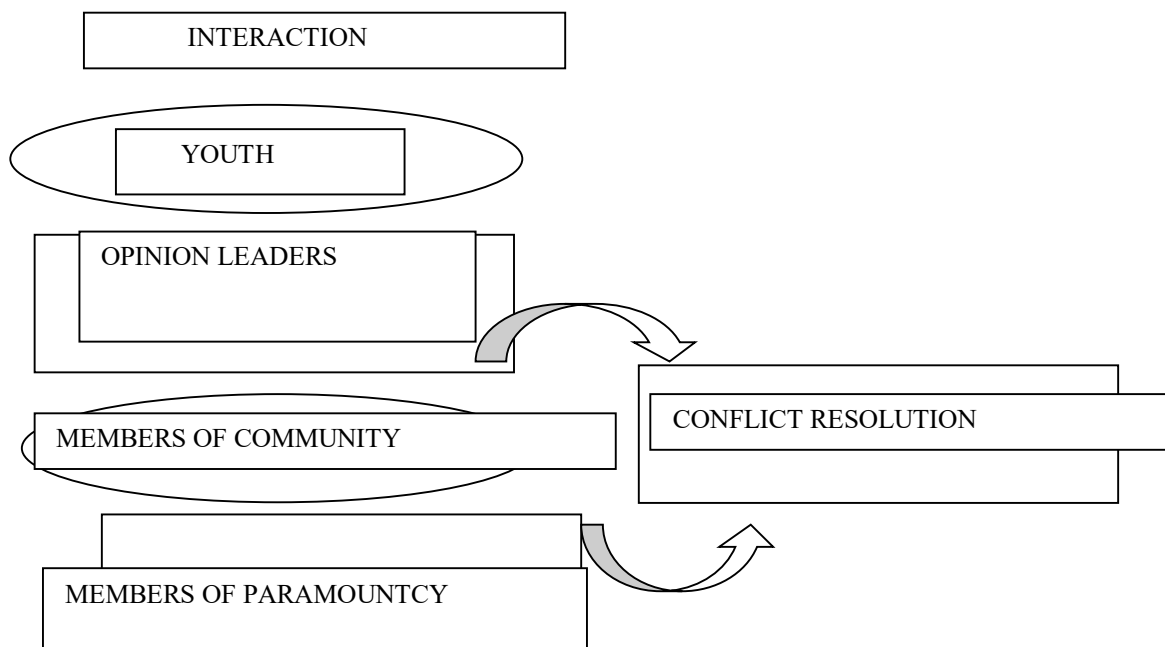 INTERACTION
YOUTH
OPINION LEADERS
MEMBERS OF COMMUNITY
CONFLICT RESOLUTION
MEMBERS OF PARAMOUNTCY